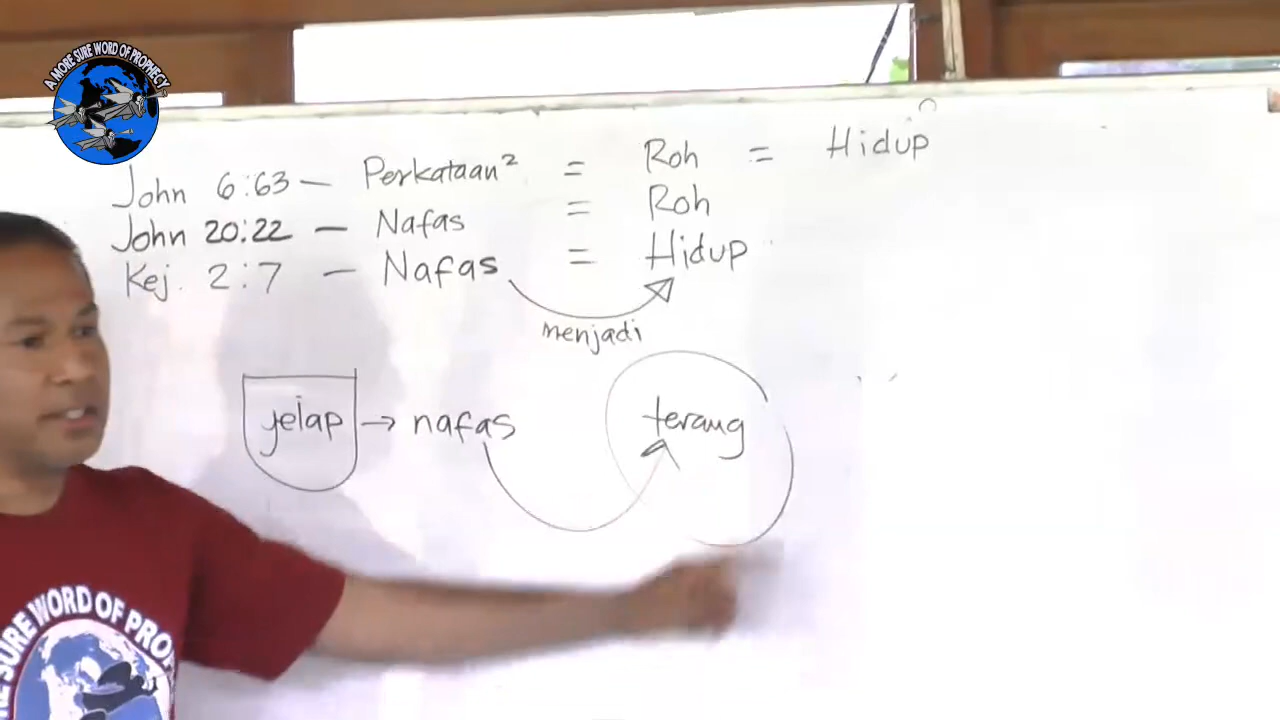 A MORE SURE WORD OF PROPHECY
John 6:63 — Perkataan² = Roh = Hidup
John 20:22 — Nafas = Roh
Kej. 2:7 — Nafas = Hidup
menjadi
jelap → nafas terang
SURE WORD OF PROP